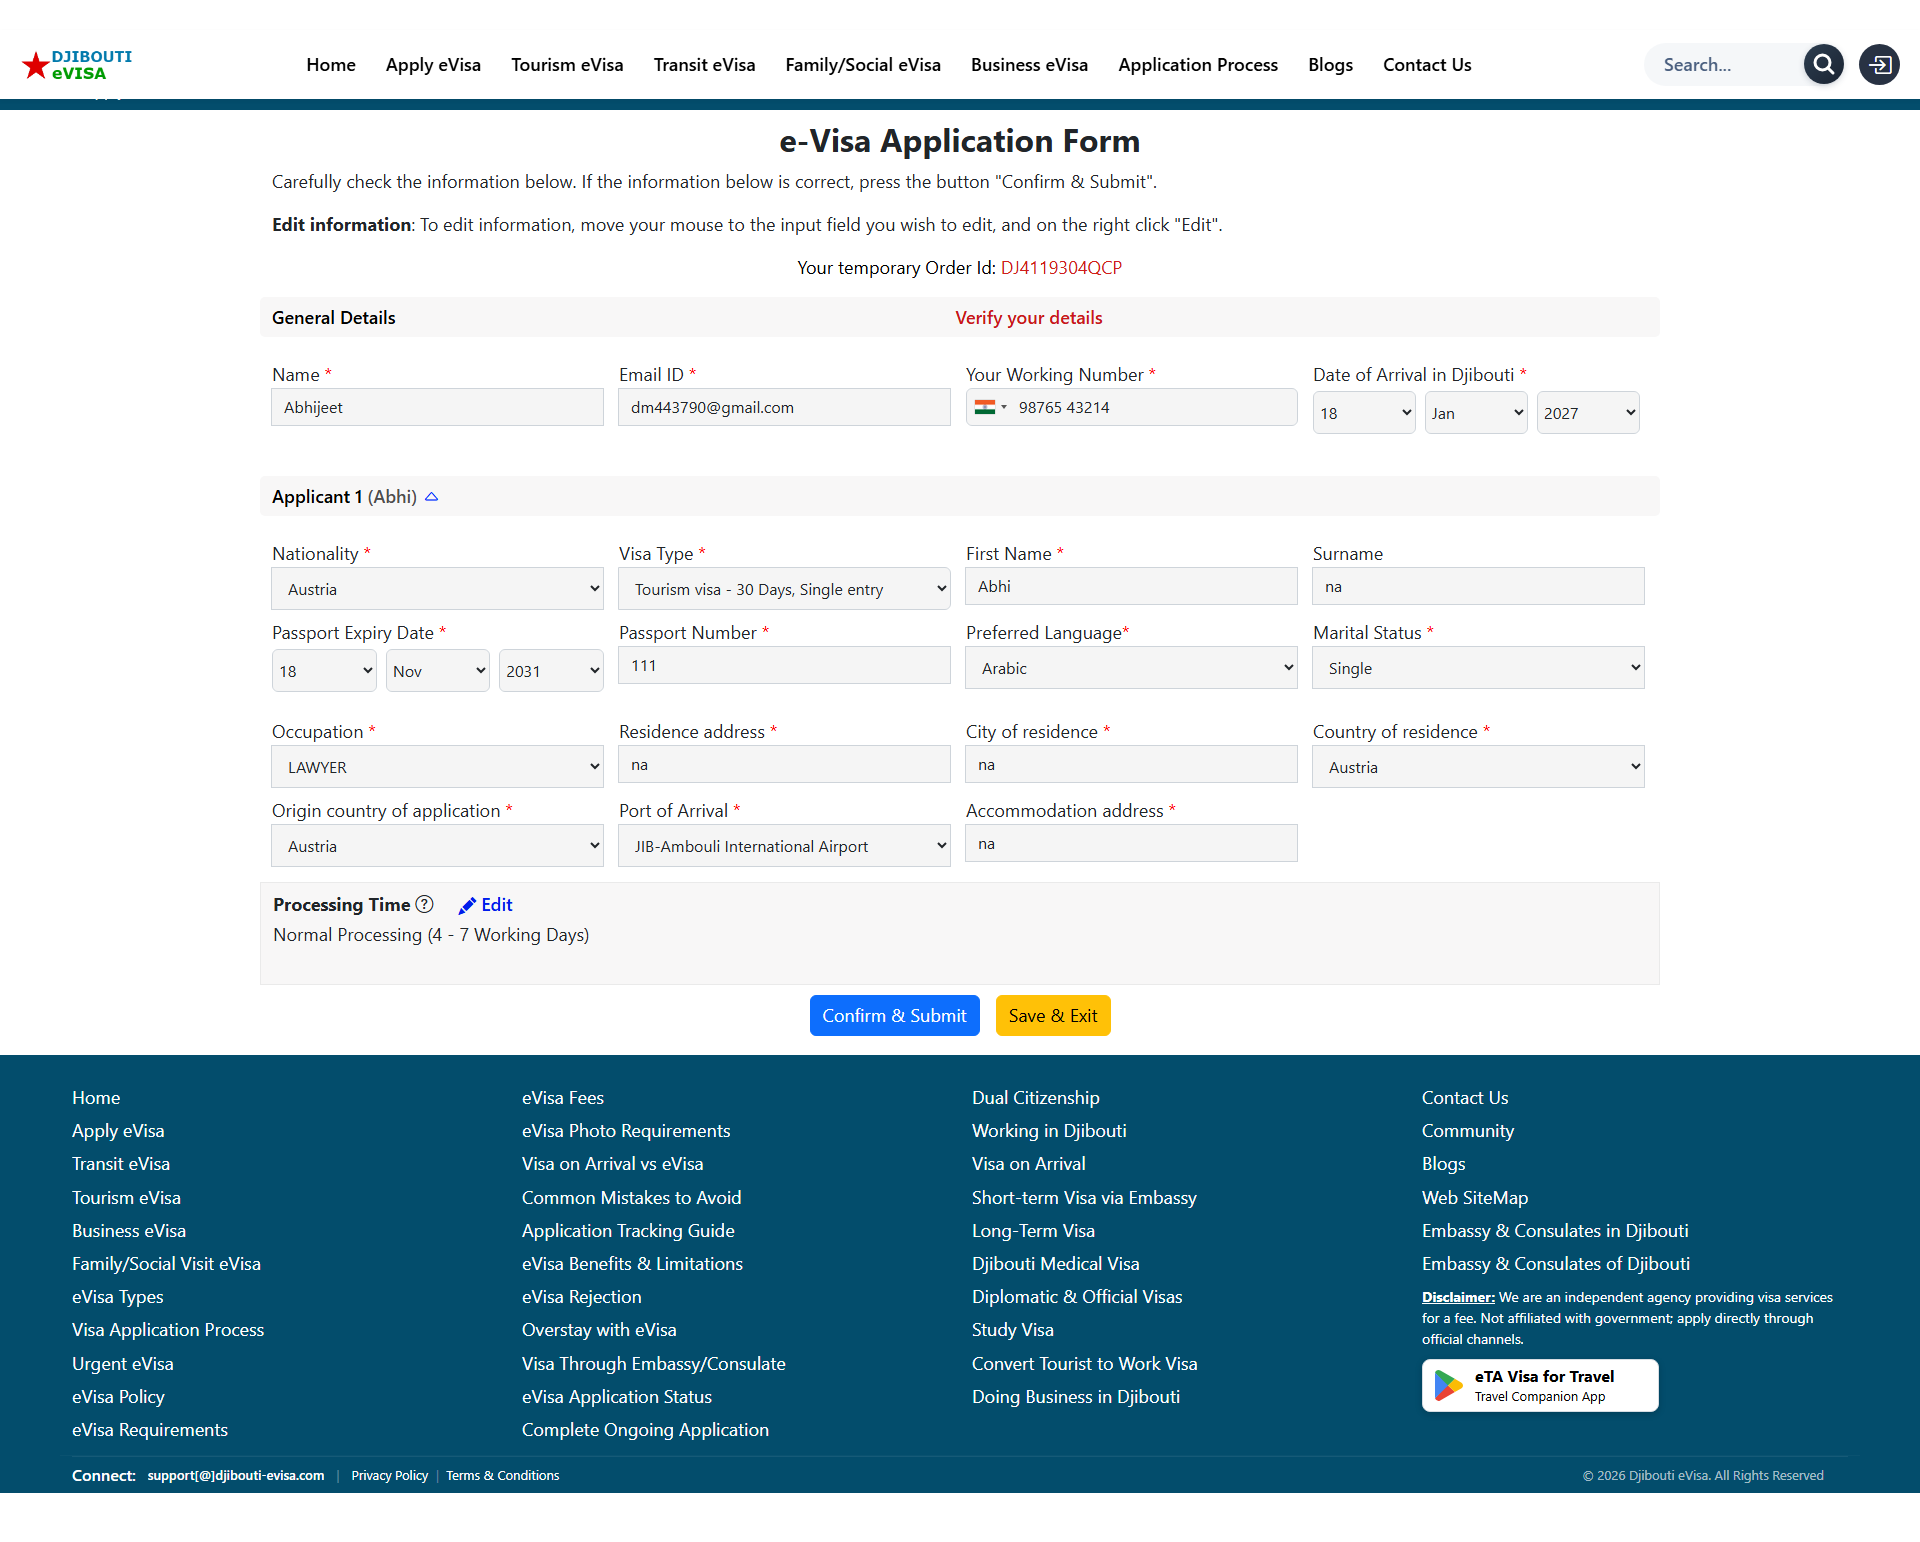 DJIBOUTI
eVISA
Home Apply eVisa Tourism eVisa Transit eVisa Family/Social eVisa Business eVisa Application Process Blogs Contact Us
Search...
e-Visa Application Form
Carefully check the information below. If the information below is correct, press the button "Confirm & Submit".
Edit information: To edit information, move your mouse to the input field you wish to edit, and on the right click "Edit".
Your temporary Order Id: DJ4119304QCP
General Details Verify your details
Name * Email ID * Your Working Number * Date of Arrival in Djibouti *
Abhijeet dm443790@gmail.com 98765 43214 18 Jan 2027
Applicant 1 (Abhi)
Nationality * Visa Type * First Name * Surname
Austria Tourism visa - 30 Days, Single entry Abhi na
Passport Expiry Date * Passport Number * Preferred Language* Marital Status *
18 Nov 2031 111 Arabic Single
Occupation * Residence address * City of residence * Country of residence *
LAWYER na na Austria
Origin country of application * Port of Arrival * Accommodation address *
Austria JIB-Ambouli International Airport na
Processing Time ? Edit
Normal Processing (4 - 7 Working Days)
Confirm & Submit Save & Exit
Home eVisa Fees Dual Citizenship Contact Us
Apply eVisa eVisa Photo Requirements Working in Djibouti Community
Transit eVisa Visa on Arrival vs eVisa Visa on Arrival Blogs
Tourism eVisa Common Mistakes to Avoid Short-term Visa via Embassy Web SiteMap
Business eVisa Application Tracking Guide Long-Term Visa Embassy & Consulates in Djibouti
Family/Social Visit eVisa eVisa Benefits & Limitations Djibouti Medical Visa Embassy & Consulates of Djibouti
eVisa Types eVisa Rejection Diplomatic & Official Visas
Visa Application Process Overstay with eVisa Study Visa
Urgent eVisa Visa Through Embassy/Consulate Convert Tourist to Work Visa
eVisa Policy eVisa Application Status Doing Business in Djibouti
eVisa Requirements Complete Ongoing Application
Disclaimer: We are an independent agency providing visa services
for a fee. Not affiliated with government; apply directly through
official channels.
eTA Visa for Travel
Travel Companion App
Connect: support[@]djibouti-evisa.com | Privacy Policy | Terms & Conditions © 2026 Djibouti eVisa. All Rights Reserved